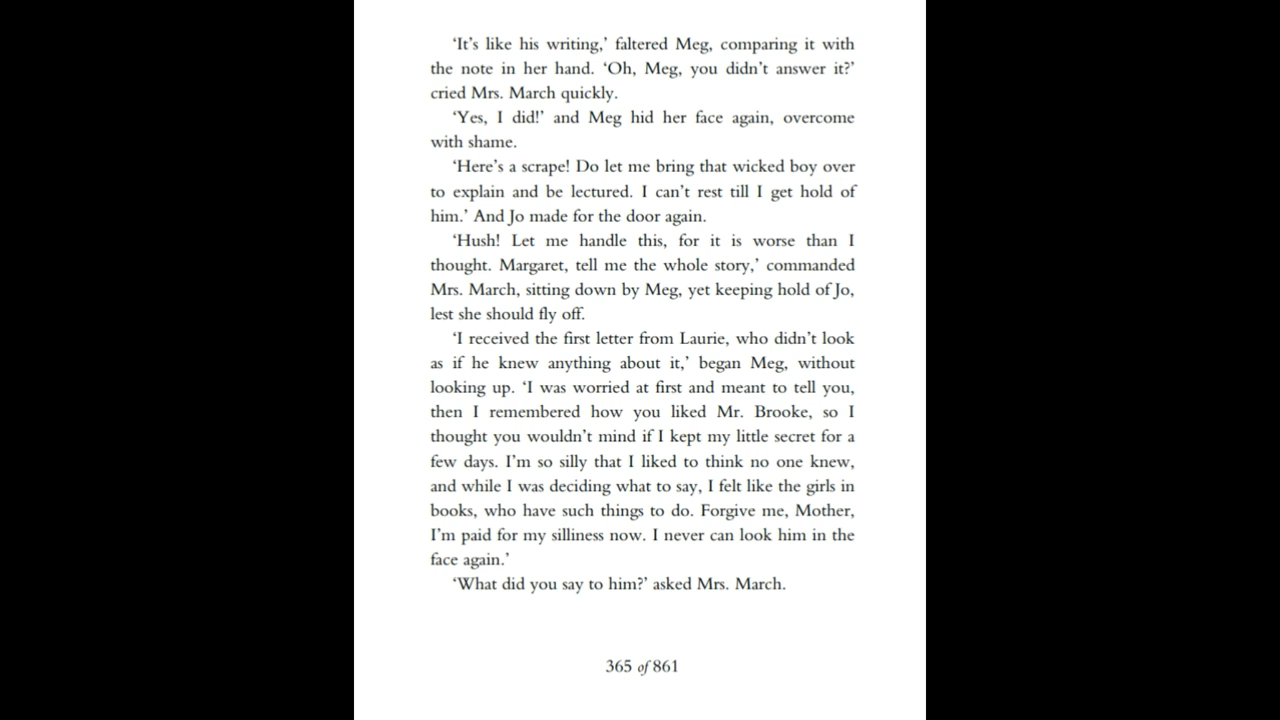 ‘It’s like his writing,’ faltered Meg, comparing it with
the note in her hand. ‘Oh, Meg, you didn’t answer it?’
cried Mrs. March quickly.
‘Yes, I did!’ and Meg hid her face again, overcome
with shame.
‘Here’s a scrape! Do let me bring that wicked boy over
to explain and be lectured. I can’t rest till I get hold of
him.’ And Jo made for the door again.
‘Hush! Let me handle this, for it is worse than I
thought. Margaret, tell me the whole story,’ commanded
Mrs. March, sitting down by Meg, yet keeping hold of Jo,
lest she should fly off.
‘I received the first letter from Laurie, who didn’t look
as if he knew anything about it,’ began Meg, without
looking up. ‘I was worried at first and meant to tell you,
then I remembered how you liked Mr. Brooke, so I
thought you wouldn’t mind if I kept my little secret for a
few days. I’m so silly that I liked to think no one knew,
and while I was deciding what to say, I felt like the girls in
books, who have such things to do. Forgive me, Mother,
I’m paid for my silliness now. I never can look him in the
face again.’
‘What did you say to him?’ asked Mrs. March.
365 of 861